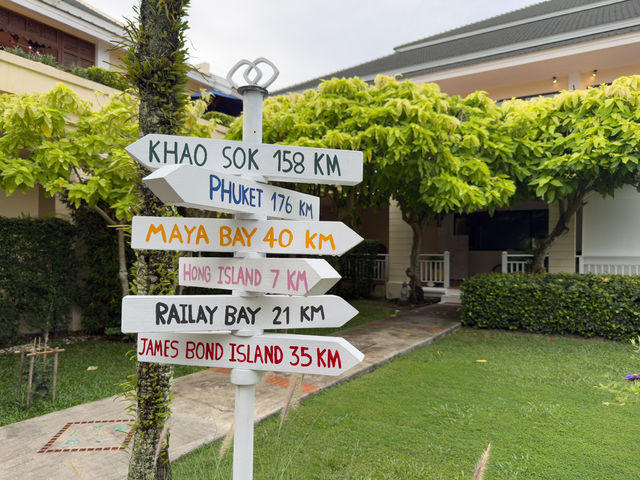 KHAO SOK 158 KM
PHUKET 176 KM
MAYA BAY 40 KM
HONG ISLAND 7 KM
RAILAY BAY 21 KM
JAMES BOND ISLAND 35 KM